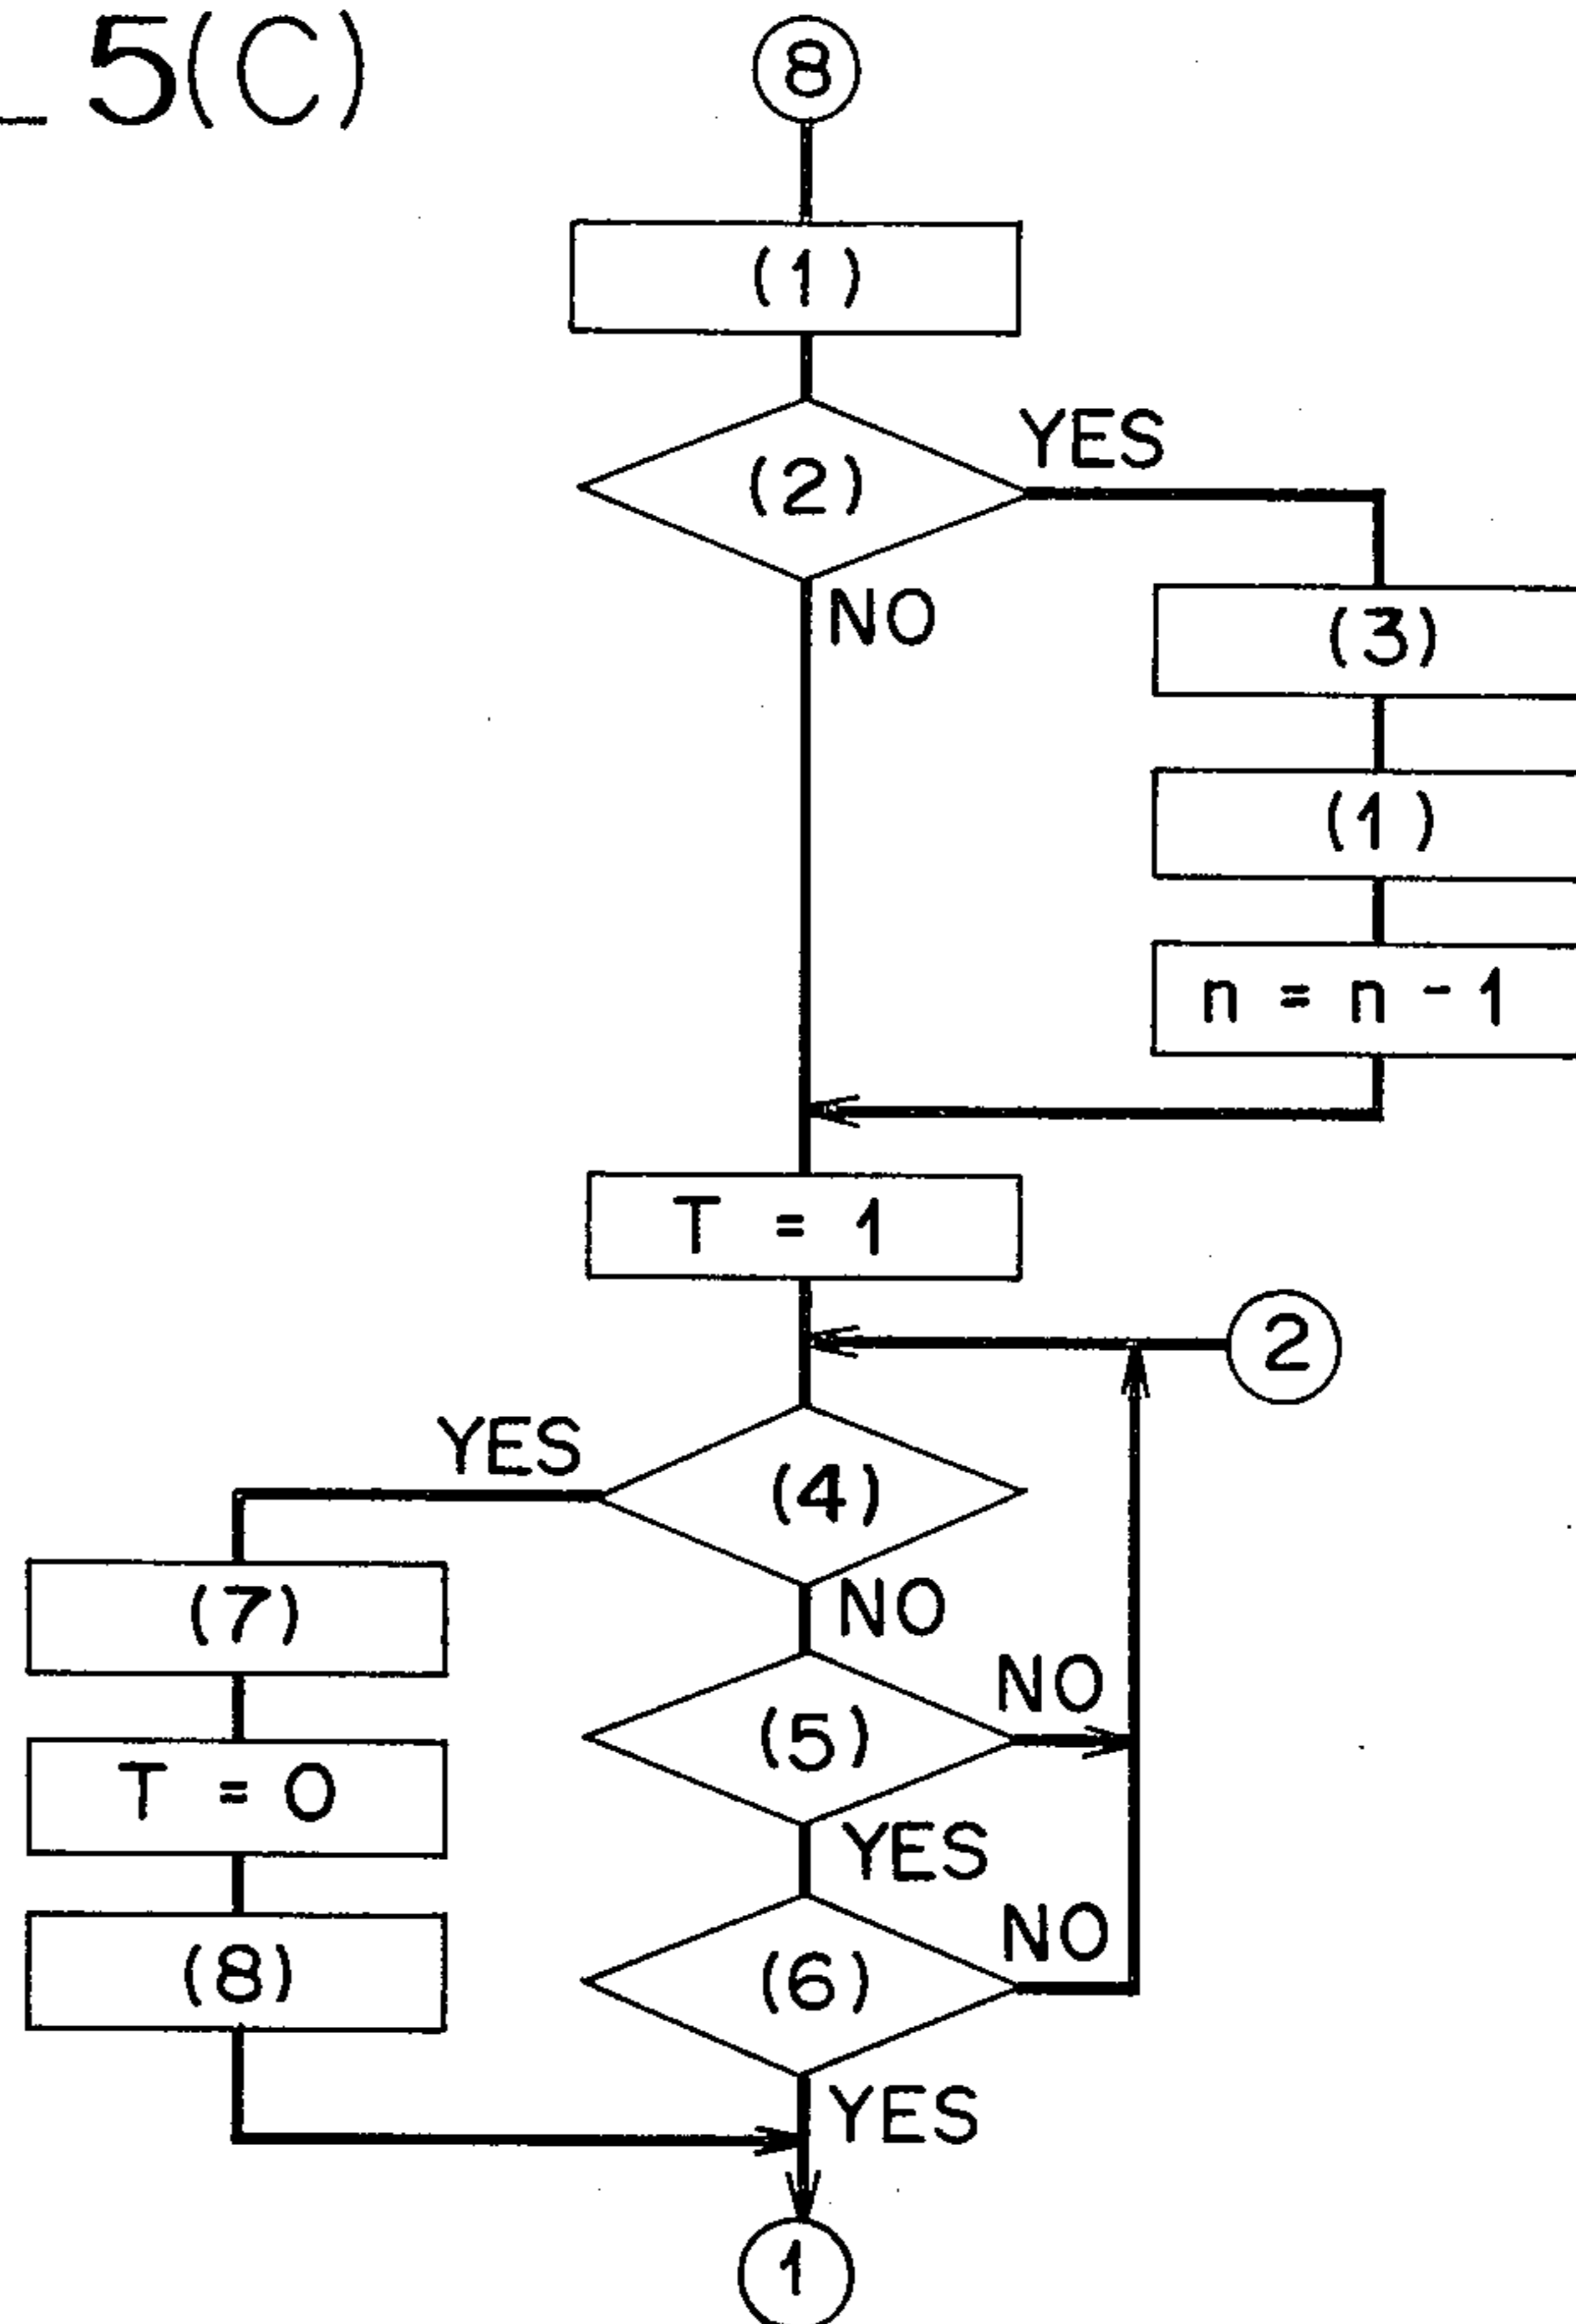 5(C)
8
(1)
(2)
YES
NO
(3)
(1)
n = n - 1
T = 1
2
(4)
YES
NO
(7)
(5)
NO
T = 0
YES
(6)
NO
(8)
YES
1